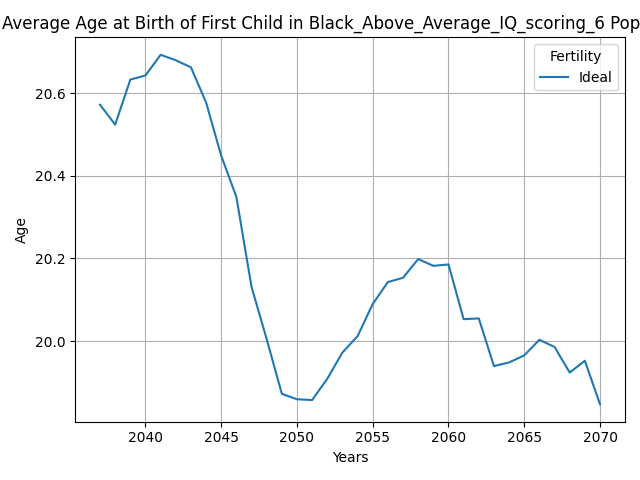 Average Age at Birth of First Child in Black_Above_Average_IQ_scoring_6 Pop
Fertility
Ideal
20.6
20.4
20.2
20.0
Age
2040 2045 2050 2055 2060 2065 2070
Years